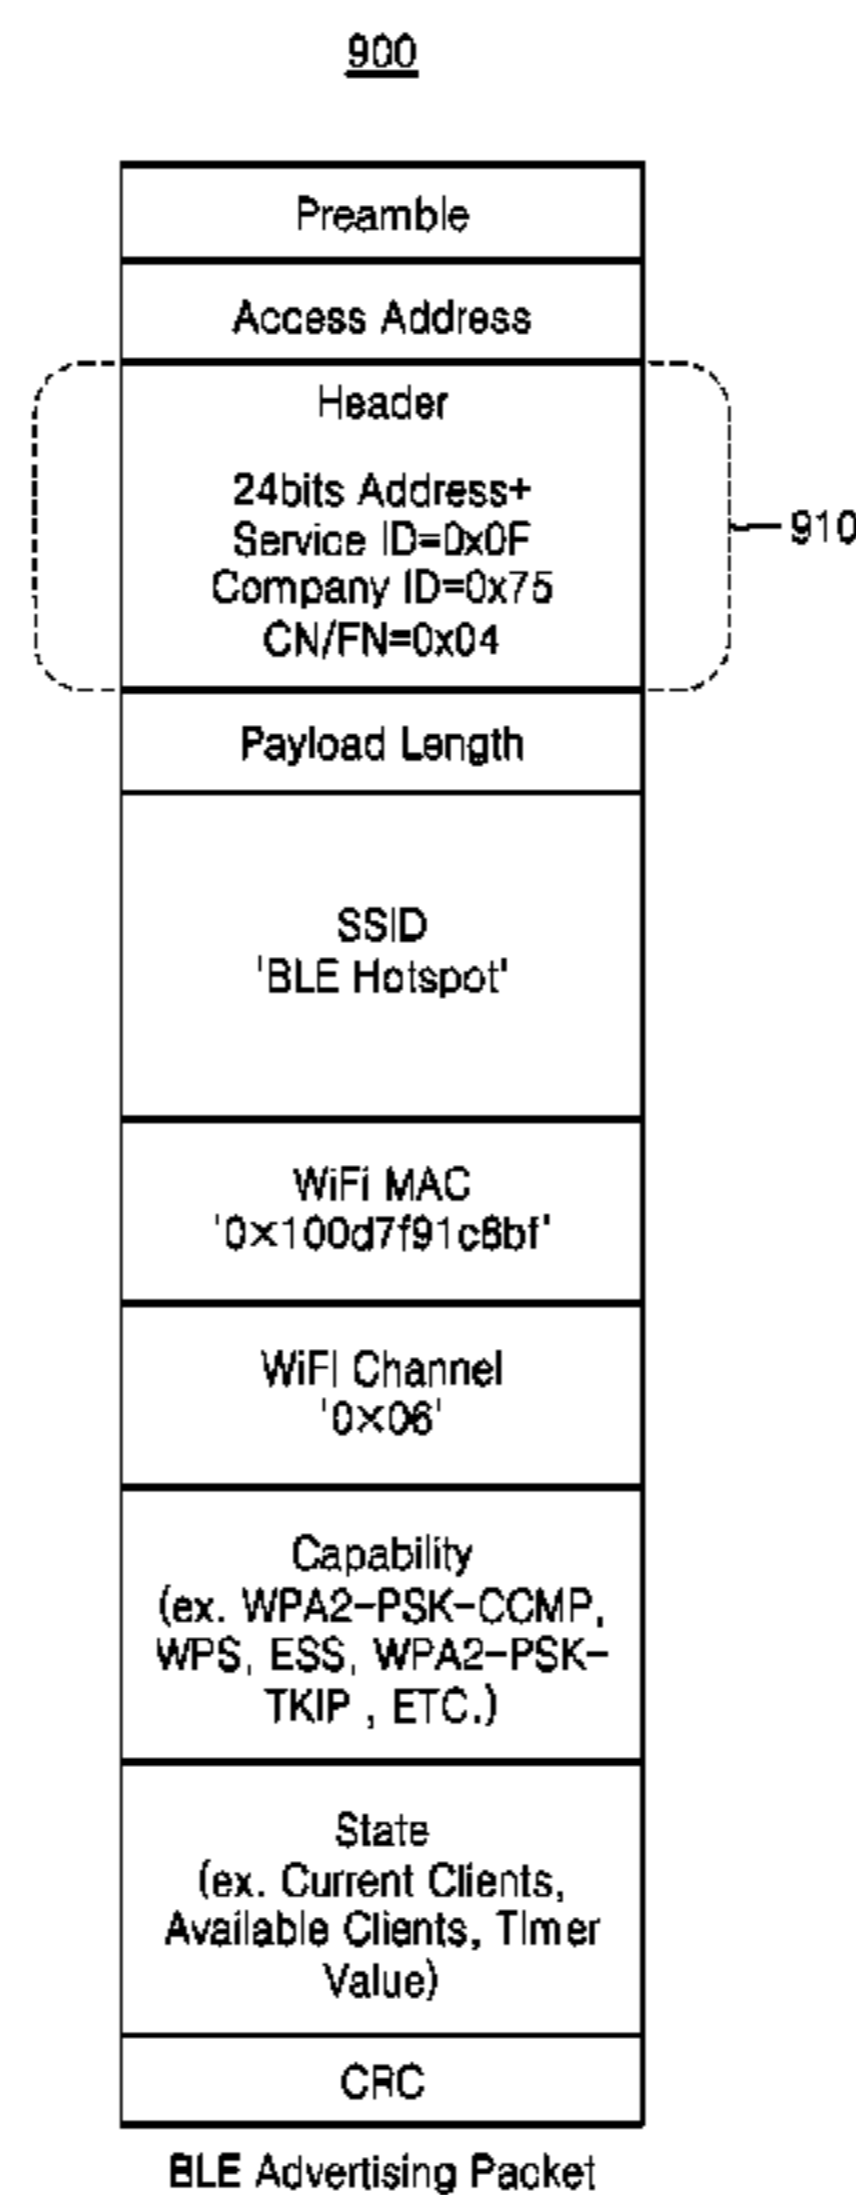 900
Preamble
Access Address
Header
24bits Address+
Service ID=0x0F
Company ID=0x75
CN/FN=0x04
910
Payload Length
SSID
'BLE Hotspot'
WiFi MAC
'0×100d7f91c6bf'
WiFI Channel
'0×06'
Capability
(ex. WPA2-PSK-CCMP,
WPS, ESS, WPA2-PSK-
TKIP , ETC.)
State
(ex. Current Clients,
Available Clients, TImer
Value)
CRC
BLE Advertising Packet